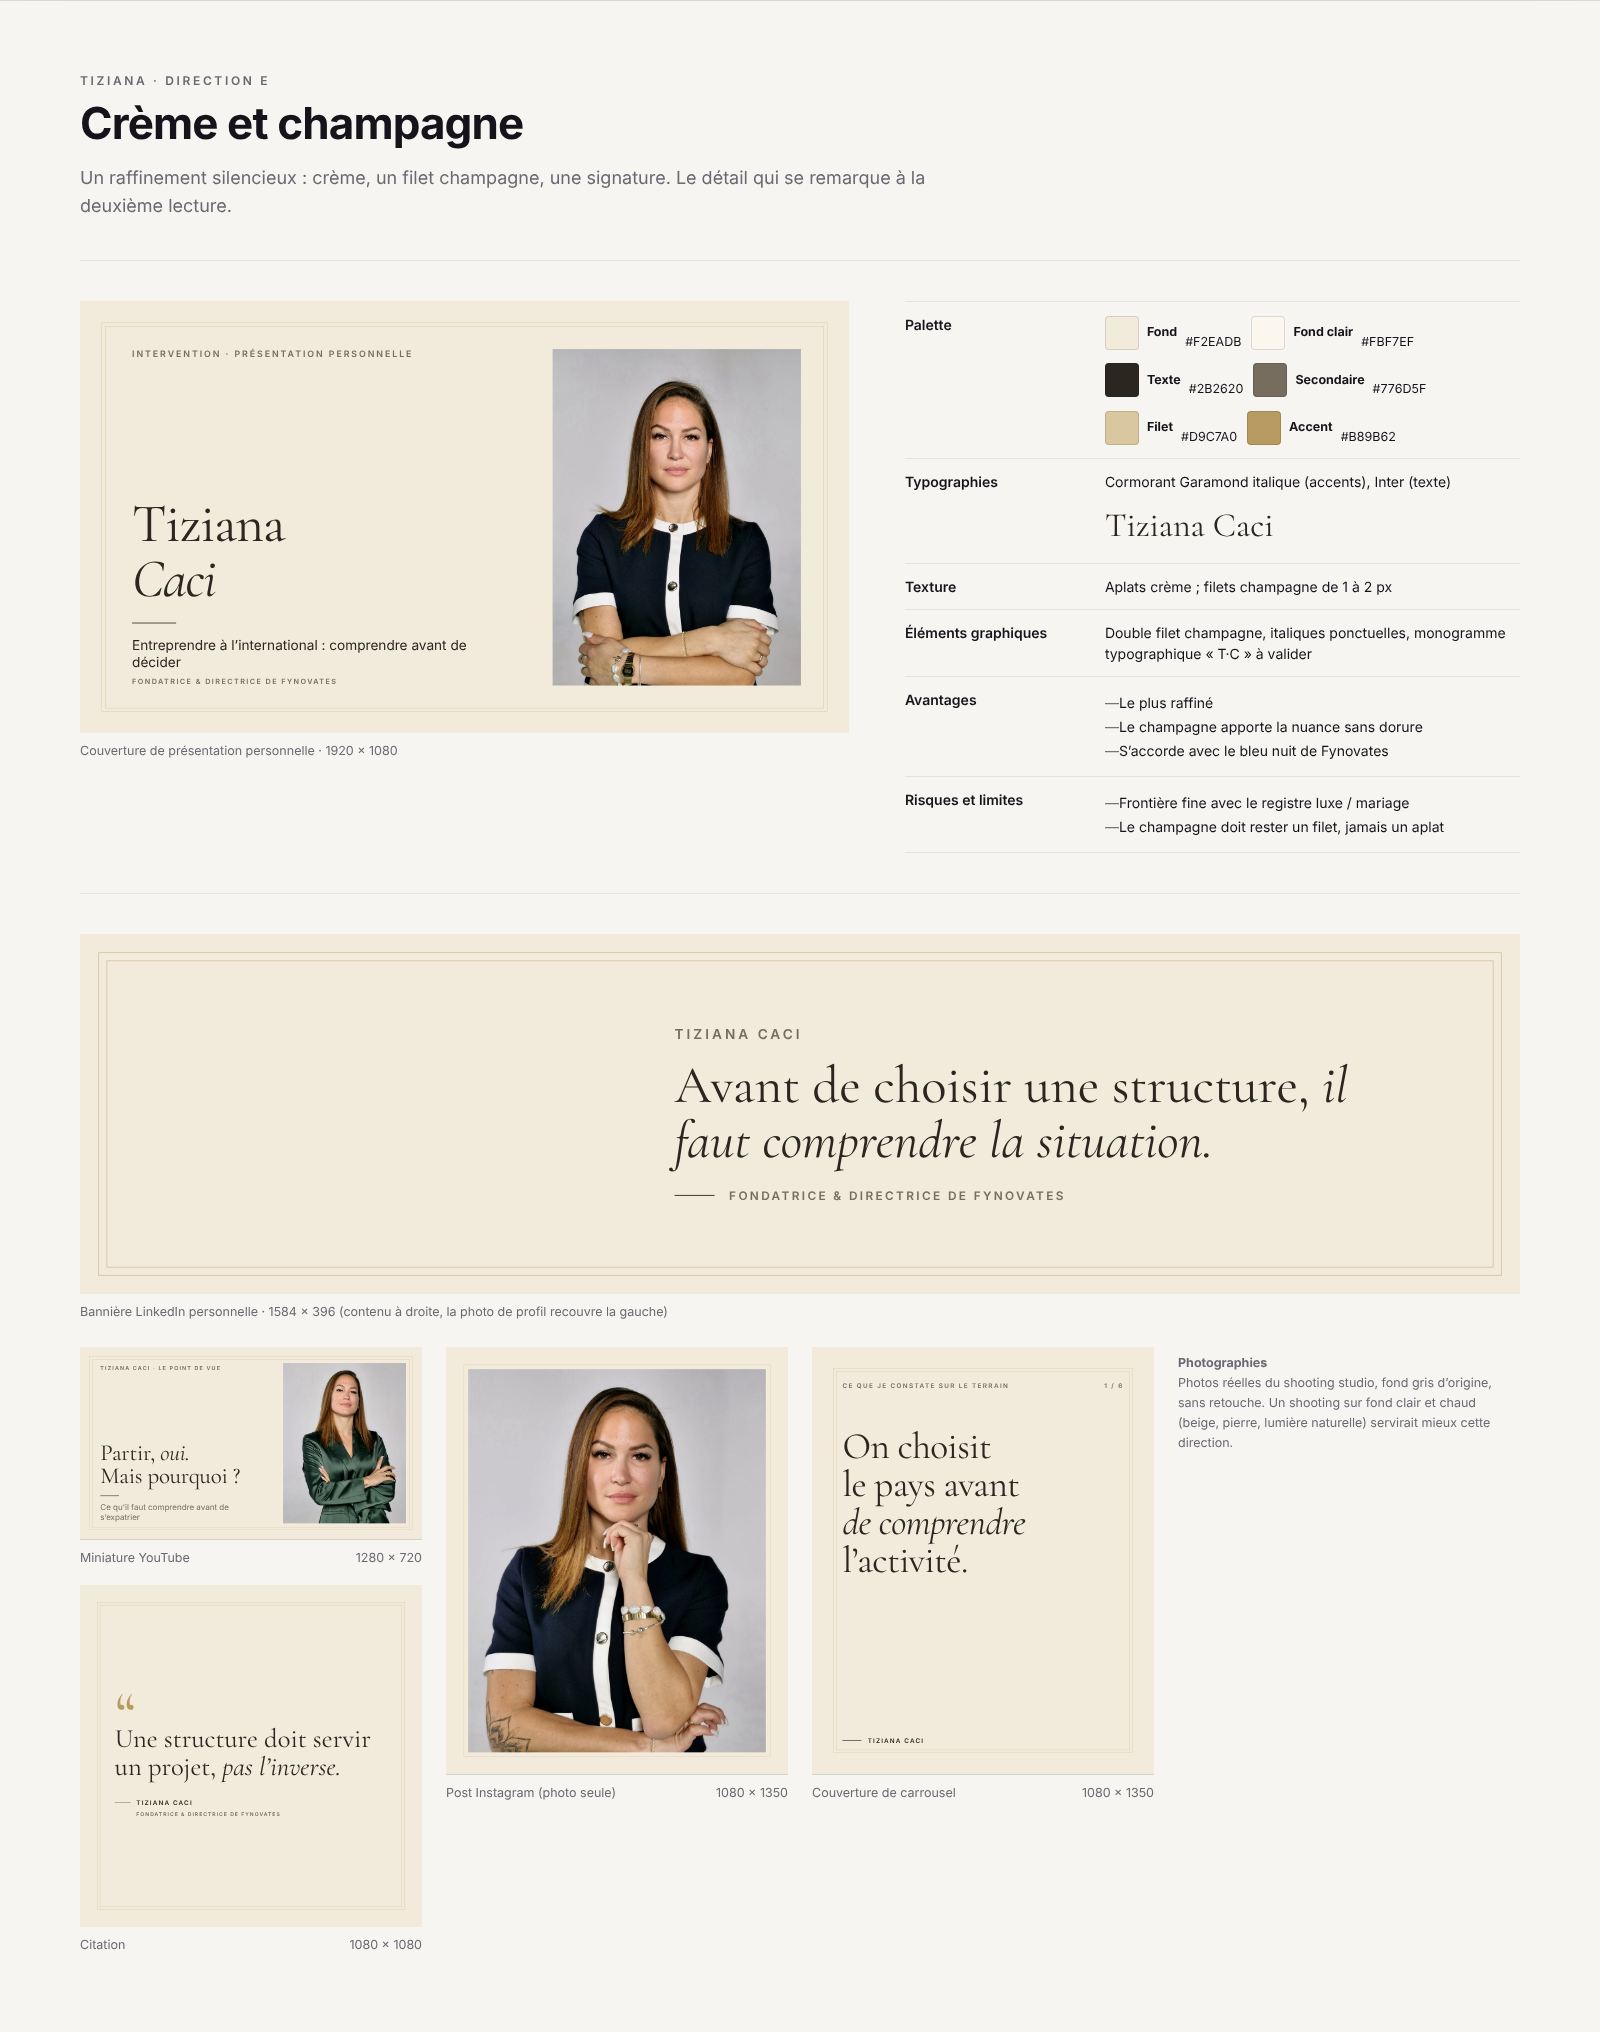 TIZIANA · DIRECTION E
Crème et champagne
Un raffinement silencieux : crème, un filet champagne, une signature. Le détail qui se remarque à la
deuxième lecture.
INTERVENTION · PRÉSENTATION PERSONNELLE
Tiziana
Caci
Entreprendre à l’international : comprendre avant de
décider
FONDATRICE & DIRECTRICE DE FYNOVATES
Couverture de présentation personnelle · 1920 × 1080
Palette
Fond #F2EADB Fond clair #FBF7EF
Texte #2B2620 Secondaire #776D5F
Filet #D9C7A0 Accent #B89B62
Typographies
Cormorant Garamond italique (accents), Inter (texte)
Tiziana Caci
Texture
Aplats crème ; filets champagne de 1 à 2 px
Éléments graphiques
Double filet champagne, italiques ponctuelles, monogramme
typographique « T·C » à valider
Avantages
—Le plus raffiné
—Le champagne apporte la nuance sans dorure
—S’accorde avec le bleu nuit de Fynovates
Risques et limites
—Frontière fine avec le registre luxe / mariage
—Le champagne doit rester un filet, jamais un aplat
TIZIANA CACI
Avant de choisir une structure, il
faut comprendre la situation.
FONDATRICE & DIRECTRICE DE FYNOVATES
Bannière LinkedIn personnelle · 1584 × 396 (contenu à droite, la photo de profil recouvre la gauche)
TIZIANA CACI · LE POINT DE VUE
Partir, oui.
Mais pourquoi ?
Ce qu’il faut comprendre avant de
s’expatrier
Miniature YouTube 1280 × 720
“
Une structure doit servir
un projet, pas l’inverse.
TIZIANA CACI
FONDATRICE & DIRECTRICE DE FYNOVATES
Citation 1080 × 1080
Post Instagram (photo seule) 1080 × 1350
CE QUE JE CONSTATE SUR LE TERRAIN 1 / 6
On choisit
le pays avant
de comprendre
l’activité.
TIZIANA CACI
Couverture de carrousel 1080 × 1350
Photographies
Photos réelles du shooting studio, fond gris d’origine,
sans retouche. Un shooting sur fond clair et chaud
(beige, pierre, lumière naturelle) servirait mieux cette
direction.